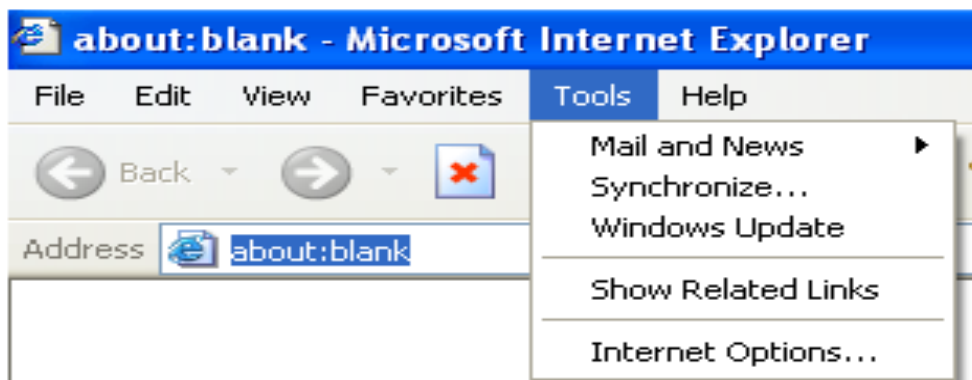 about:blank - Microsoft Internet Explorer
File Edit View Favorites Tools Help
Mail and News
Back
Synchronize...
Windows Update
Address about:blank
Show Related Links
Internet Options...